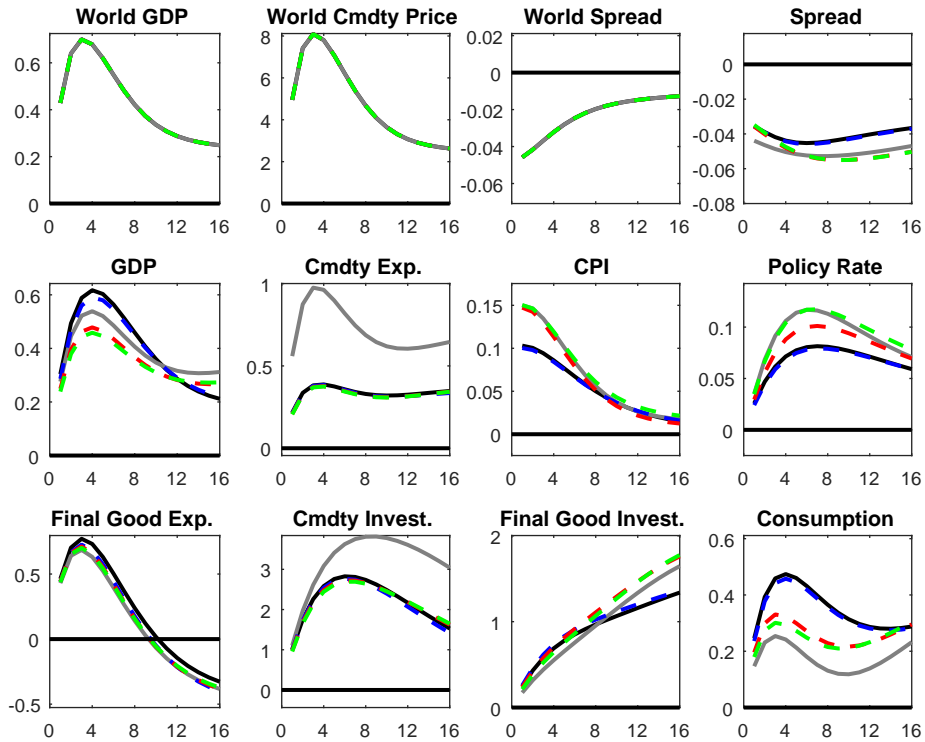 World GDP
0.6
0.4
0.2
0
0 4 8 12 16
World Cmdty Price
8
6
4
2
0
0 4 8 12 16
World Spread
0.02
0
-0.02
-0.04
-0.06
0 4 8 12 16
Spread
0
-0.02
-0.04
-0.06
-0.08
0 4 8 12 16
GDP
0.6
0.4
0.2
0
0 4 8 12 16
Cmdty Exp.
1
0.5
0
0 4 8 12 16
CPI
0.15
0.1
0.05
0
0 4 8 12 16
Policy Rate
0.1
0.05
0
0 4 8 12 16
Final Good Exp.
0.5
0
-0.5
0 4 8 12 16
Cmdty Invest.
3
2
1
0
0 4 8 12 16
Final Good Invest.
2
1
0
0 4 8 12 16
Consumption
0.6
0.4
0.2
0
0 4 8 12 16